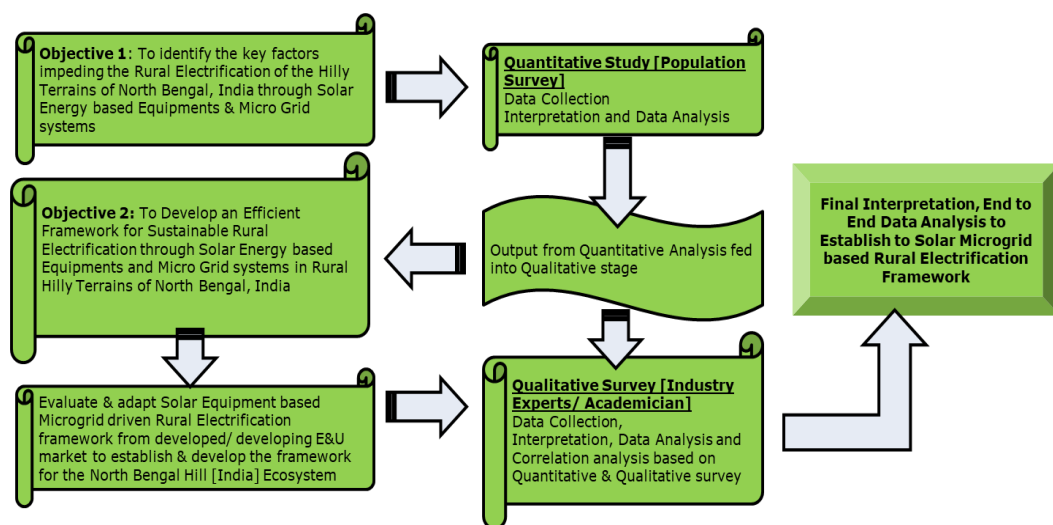 Objective 1: To identify the key factors
impeding the Rural Electrification of the Hilly
Terrains of North Bengal, India through Solar
Energy based Equipments & Micro Grid
systems
Quantitative Study [Population
Survey]
Data Collection
Interpretation and Data Analysis
Output from Quantitative Analysis fed
into Qualitative stage
Objective 2: To Develop an Efficient
Framework for Sustainable Rural
Electrification through Solar Energy based
Equipments and Micro Grid systems in Rural
Hilly Terrains of North Bengal, India
Evaluate & adapt Solar Equipment based
Microgrid driven Rural Electrification
framework from developed/ developing E&U
market to establish & develop the framework
for the North Bengal Hill [India] Ecosystem
Qualitative Survey [Industry
Experts/ Academician]
Data Collection,
Interpretation, Data Analysis and
Correlation analysis based on
Quantitative & Qualitative survey
Final Interpretation, End to
End Data Analysis to
Establish to Solar Microgrid
based Rural Electrification
Framework